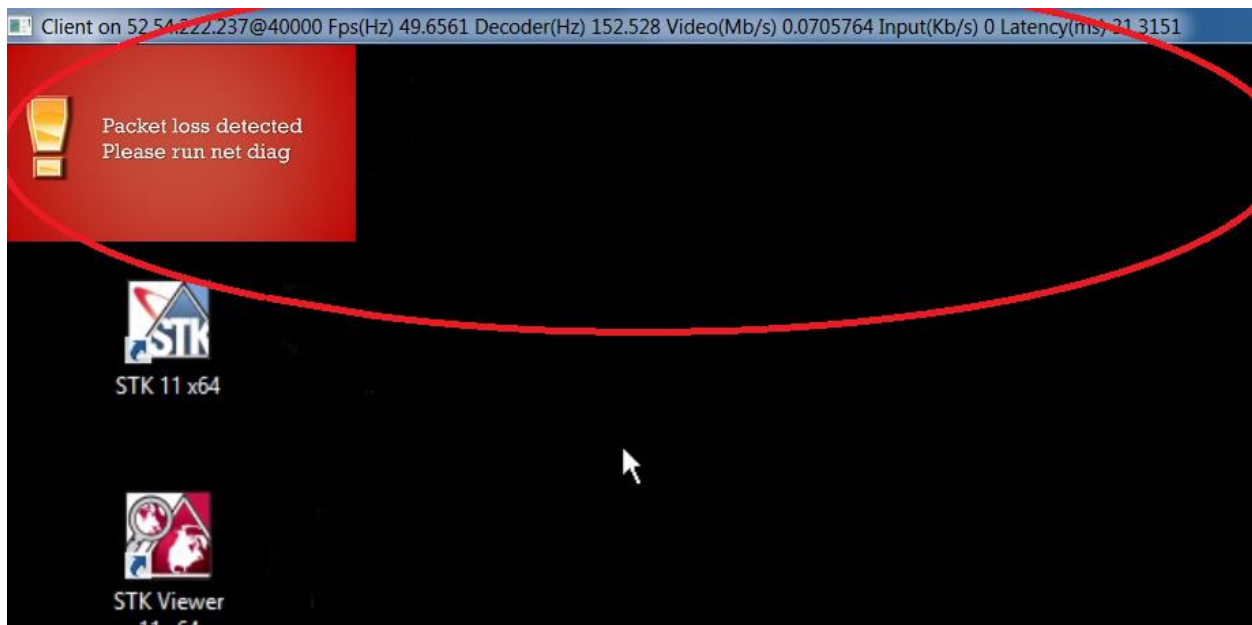 Client on 52.54.222.237@40000 Fps(Hz) 49.6561 Decoder(Hz) 152.528 Video(Mb/s) 0.0705764 Input(Kb/s) 0 Latency(ms) 31.3151
Packet loss detected
Please run net diag
STK
STK 11 x64
STK Viewer